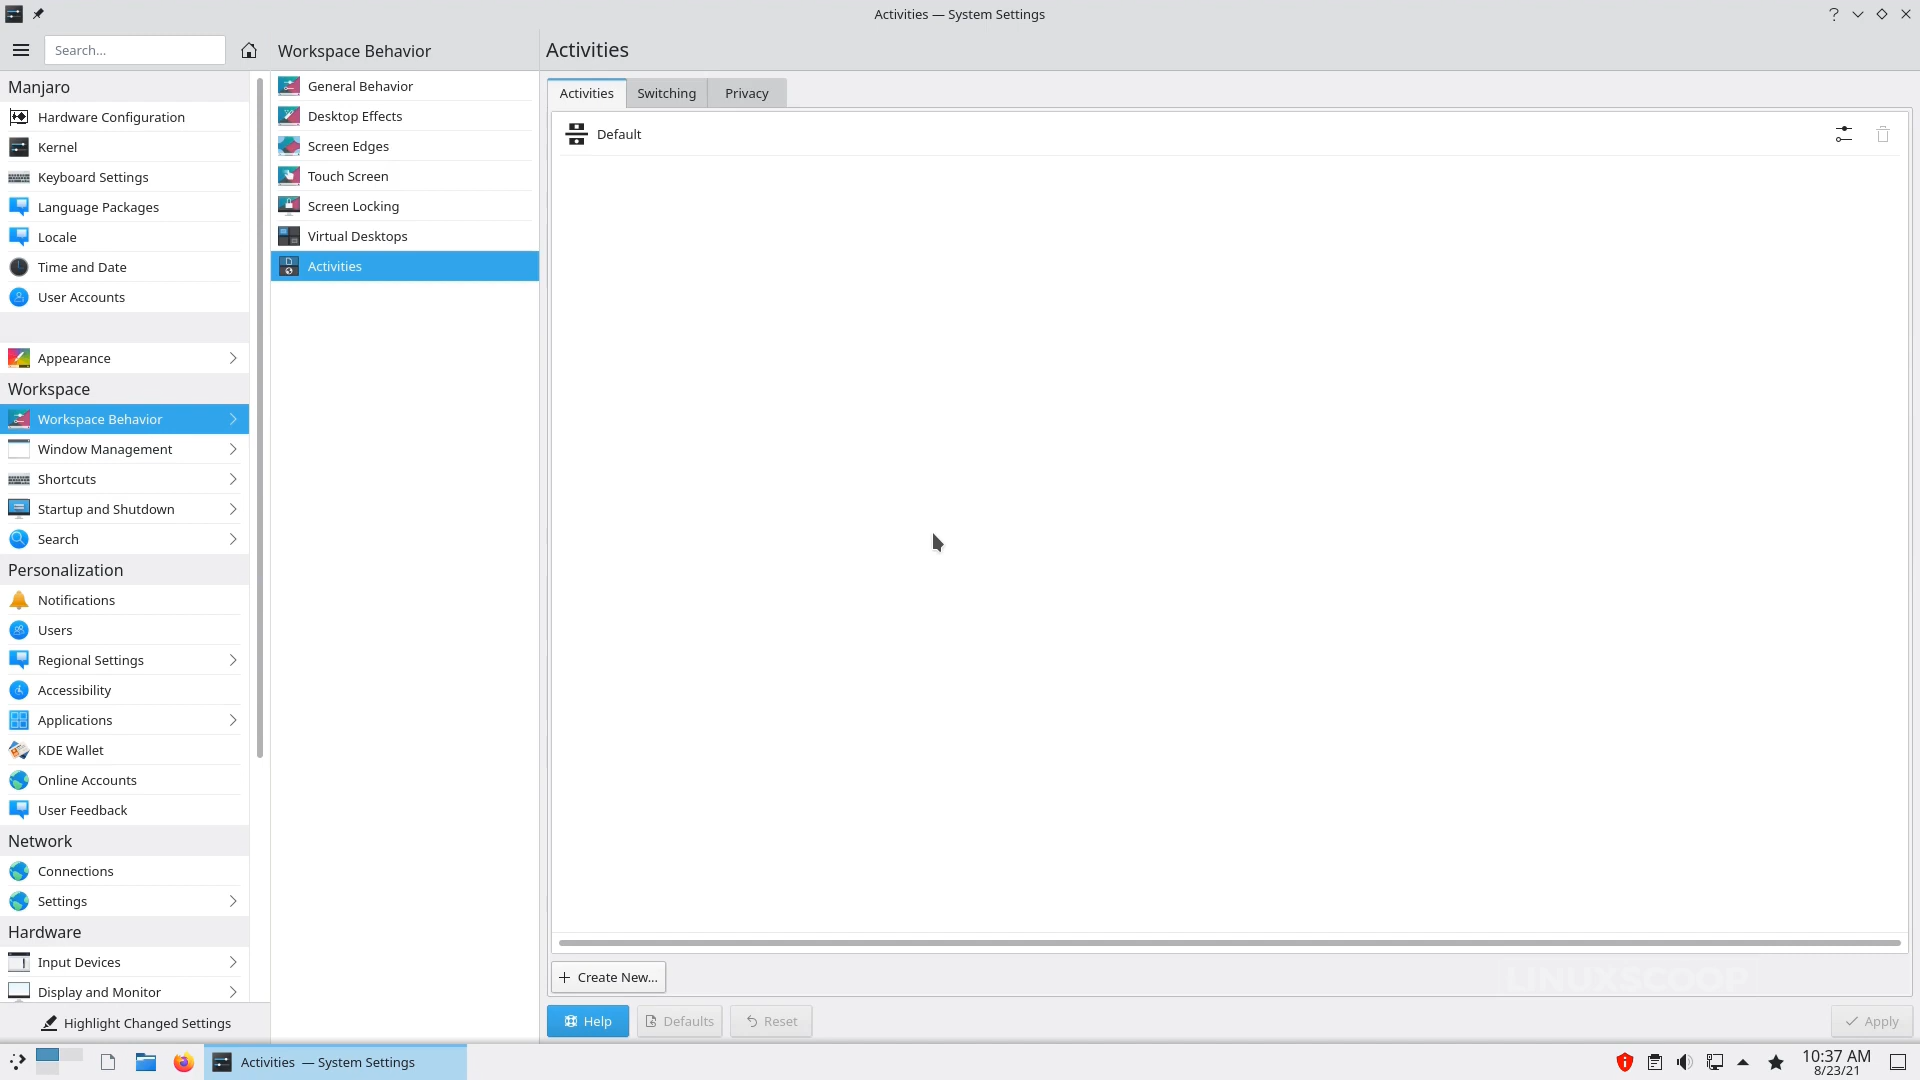 Activities — System Settings
?
Search...
Workspace Behavior
Activities
Manjaro
Hardware Configuration
Kernel
Keyboard Settings
Language Packages
Locale
Time and Date
User Accounts
Appearance
Workspace
Workspace Behavior
Window Management
Shortcuts
Startup and Shutdown
Search
Personalization
Notifications
Users
Regional Settings
Accessibility
Applications
KDE Wallet
Online Accounts
User Feedback
Network
Connections
Settings
Hardware
Input Devices
Display and Monitor
Highlight Changed Settings
General Behavior
Desktop Effects
Screen Edges
Touch Screen
Screen Locking
Virtual Desktops
Activities
Activities Switching Privacy
Default
Create New...
LINUXSCOOP
Help Defaults Reset Apply
Activities — System Settings
10:37 AM
8/23/21